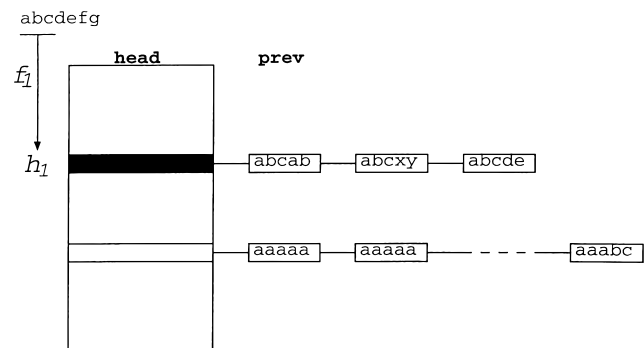 abcdefg
head prev
f1
h1 abcab abcxy abcde
aaaaa aaaaa aaabc